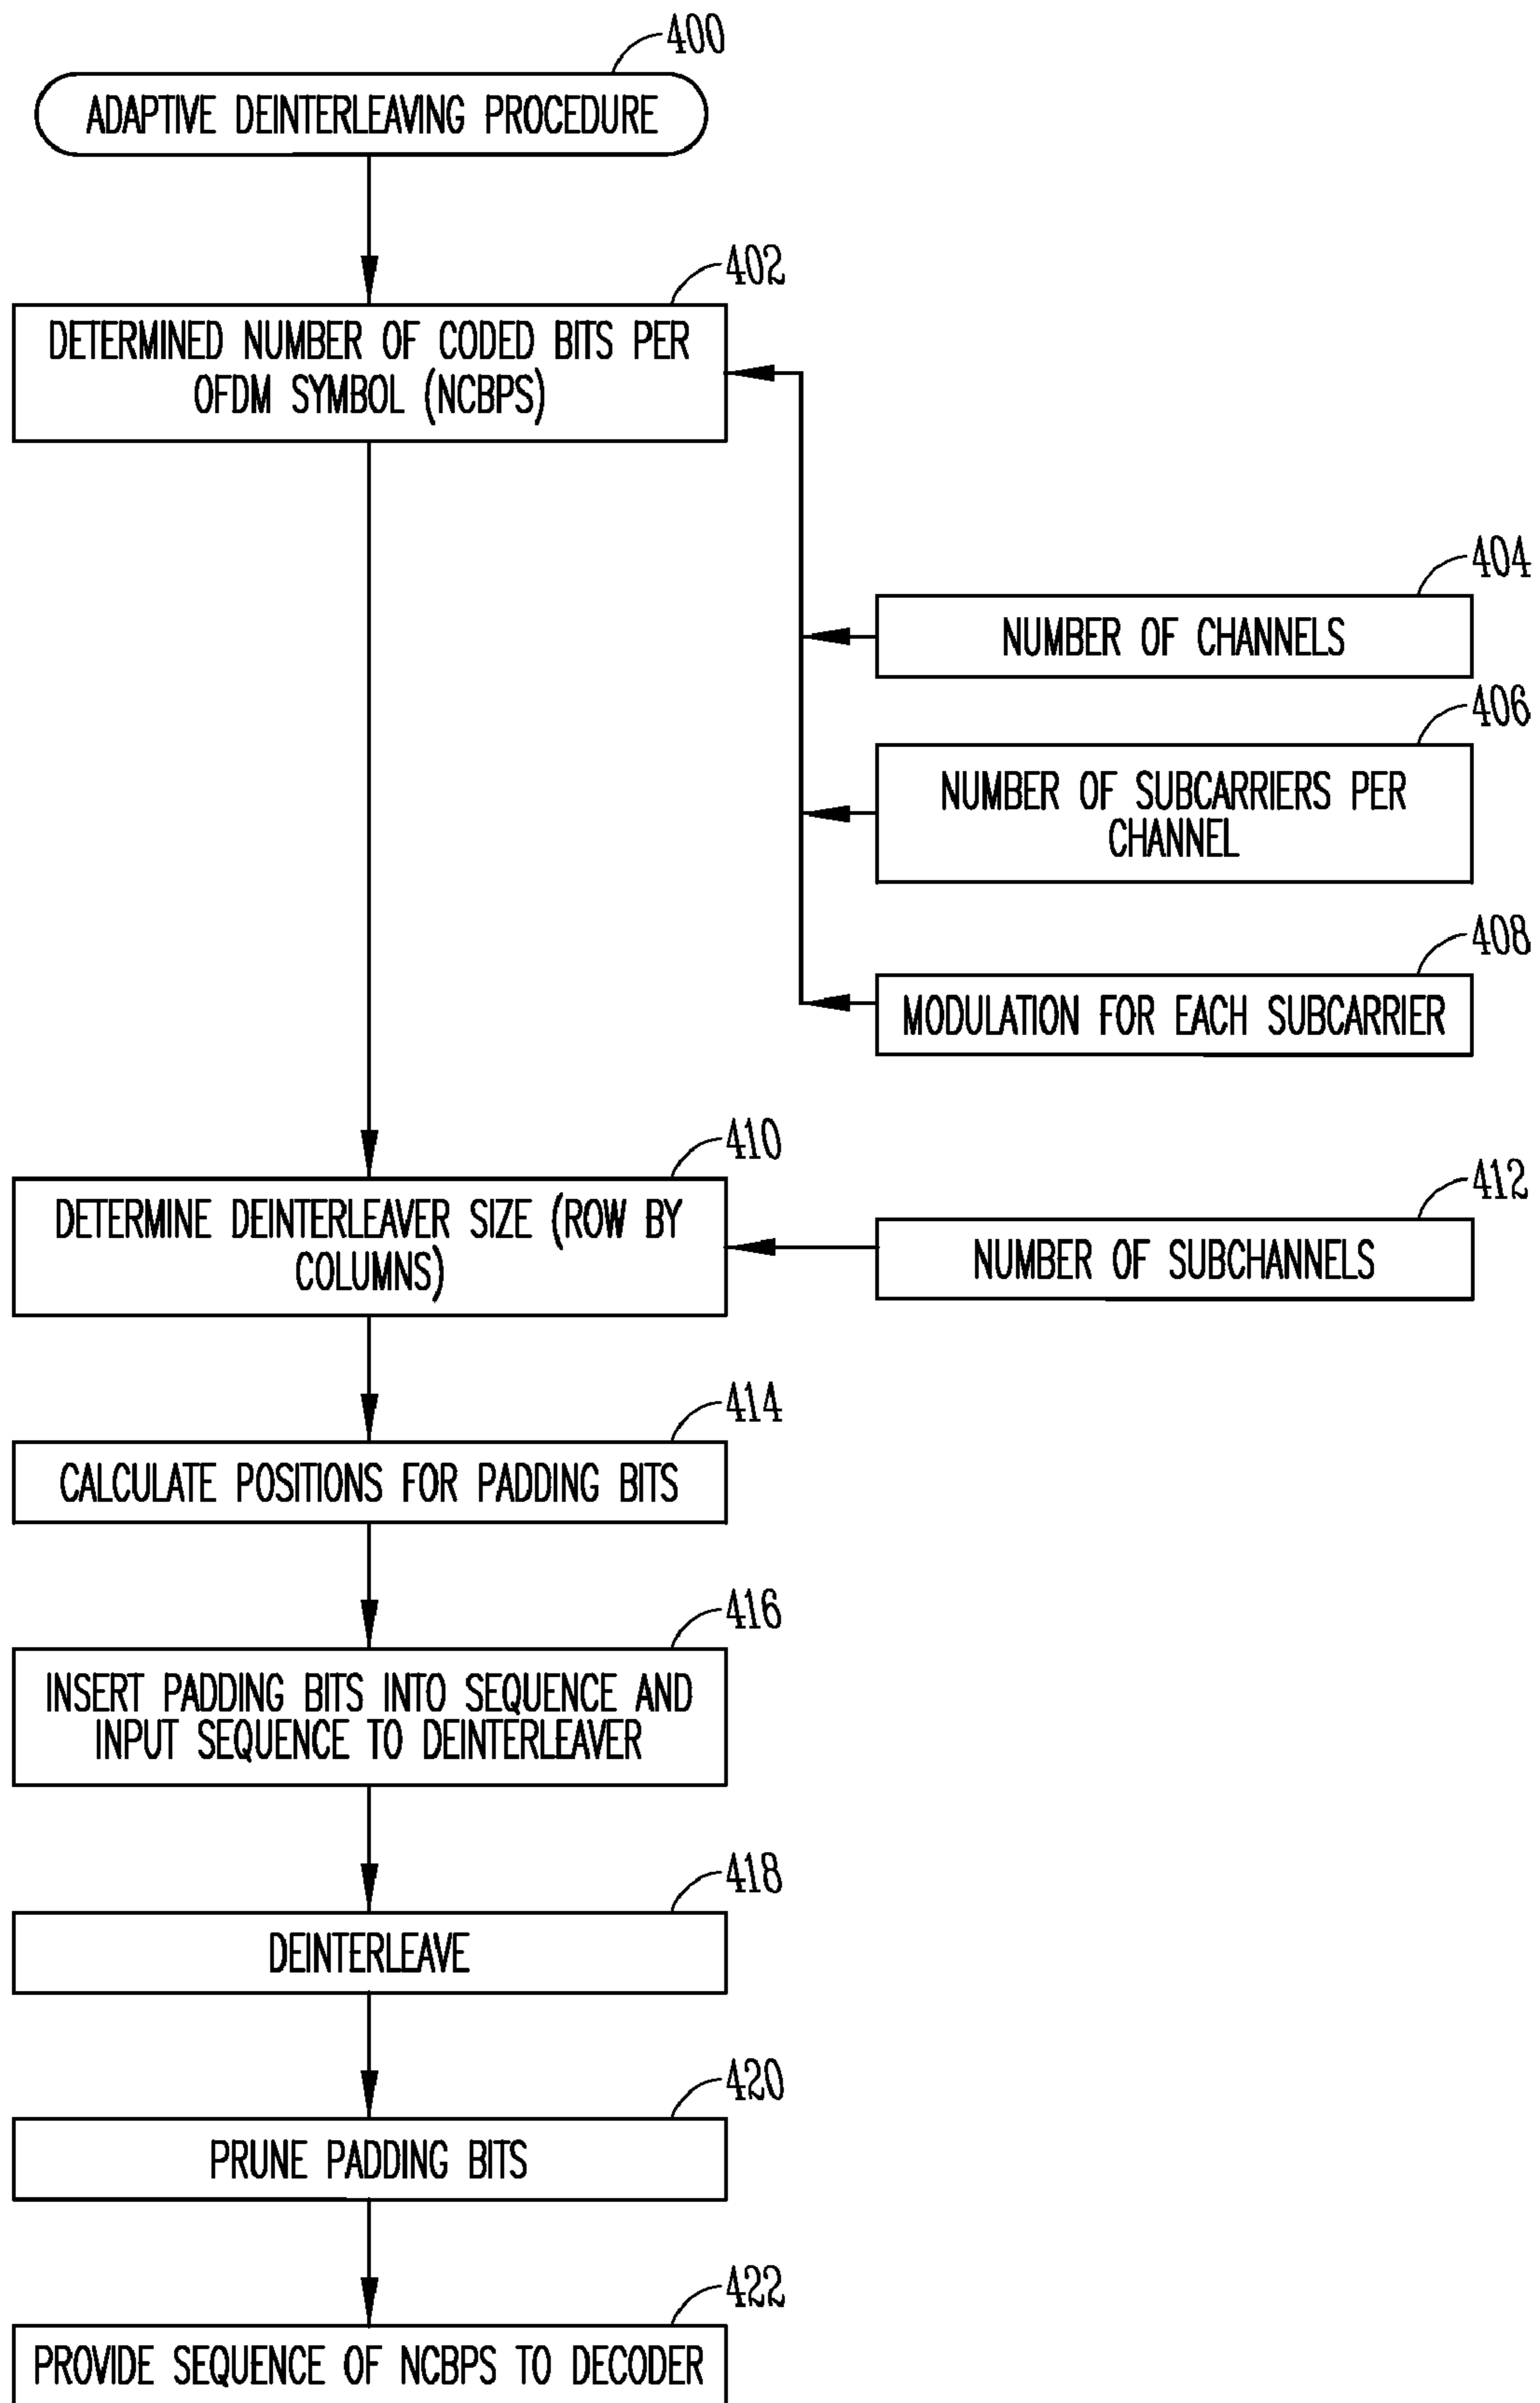 400
ADAPTIVE DEINTERLEAVING PROCEDURE
402
DETERMINED NUMBER OF CODED BITS PER
OFDM SYMBOL (NCBPS)
404
NUMBER OF CHANNELS
406
NUMBER OF SUBCARRIERS PER
CHANNEL
408
MODULATION FOR EACH SUBCARRIER
410
DETERMINE DEINTERLEAVER SIZE (ROW BY
COLUMNS)
412
NUMBER OF SUBCHANNELS
414
CALCULATE POSITIONS FOR PADDING BITS
416
INSERT PADDING BITS INTO SEQUENCE AND
INPUT SEQUENCE TO DEINTERLEAVER
418
DEINTERLEAVE
420
PRUNE PADDING BITS
422
PROVIDE SEQUENCE OF NCBPS TO DECODER